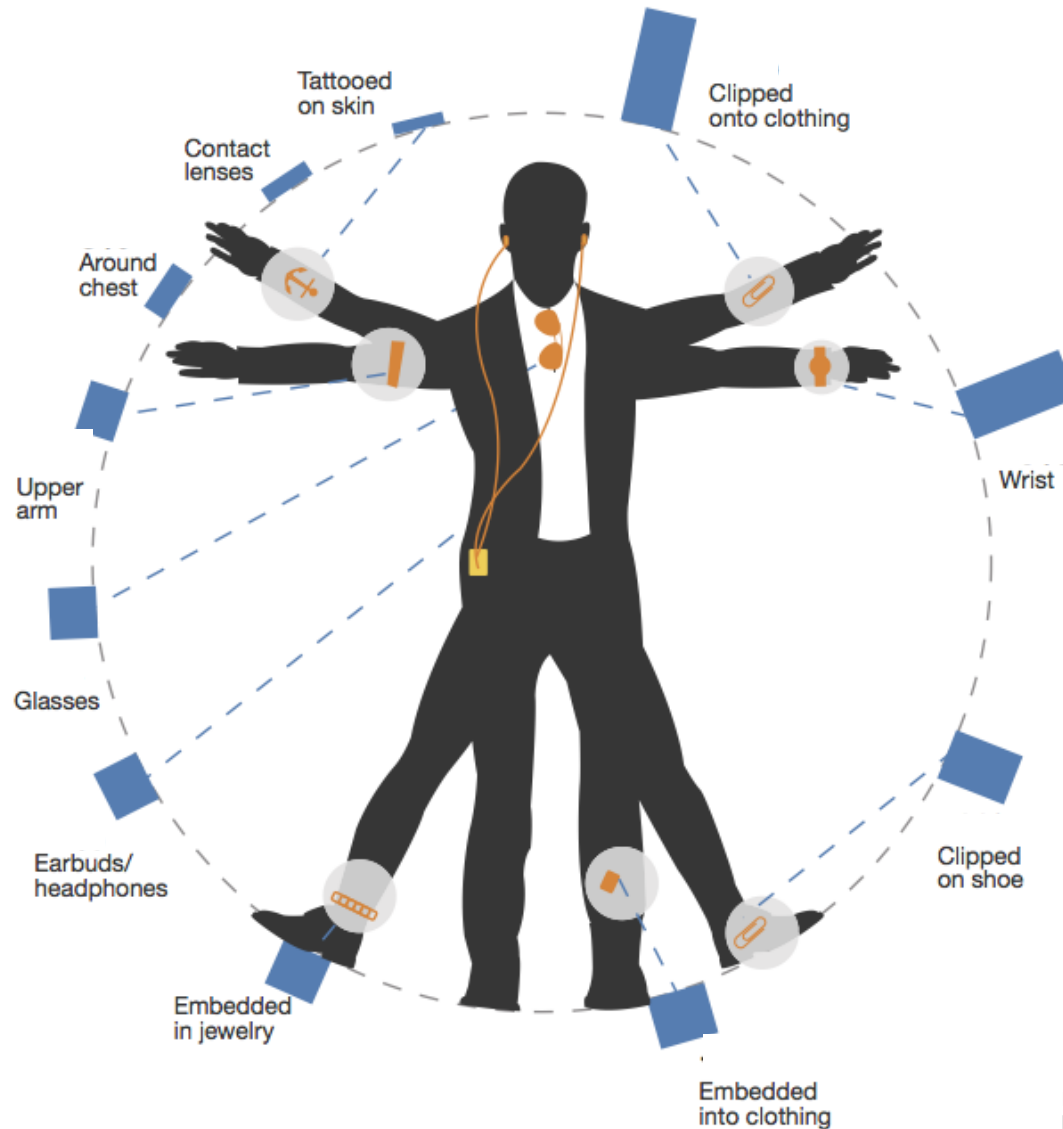 Tattooed
on skin
Clipped
onto clothing
Contact
lenses
Around
chest
Upper
arm
Wrist
Glasses
Clipped
on shoe
Earbuds/
headphones
Embedded
in jewelry
Embedded
into clothing